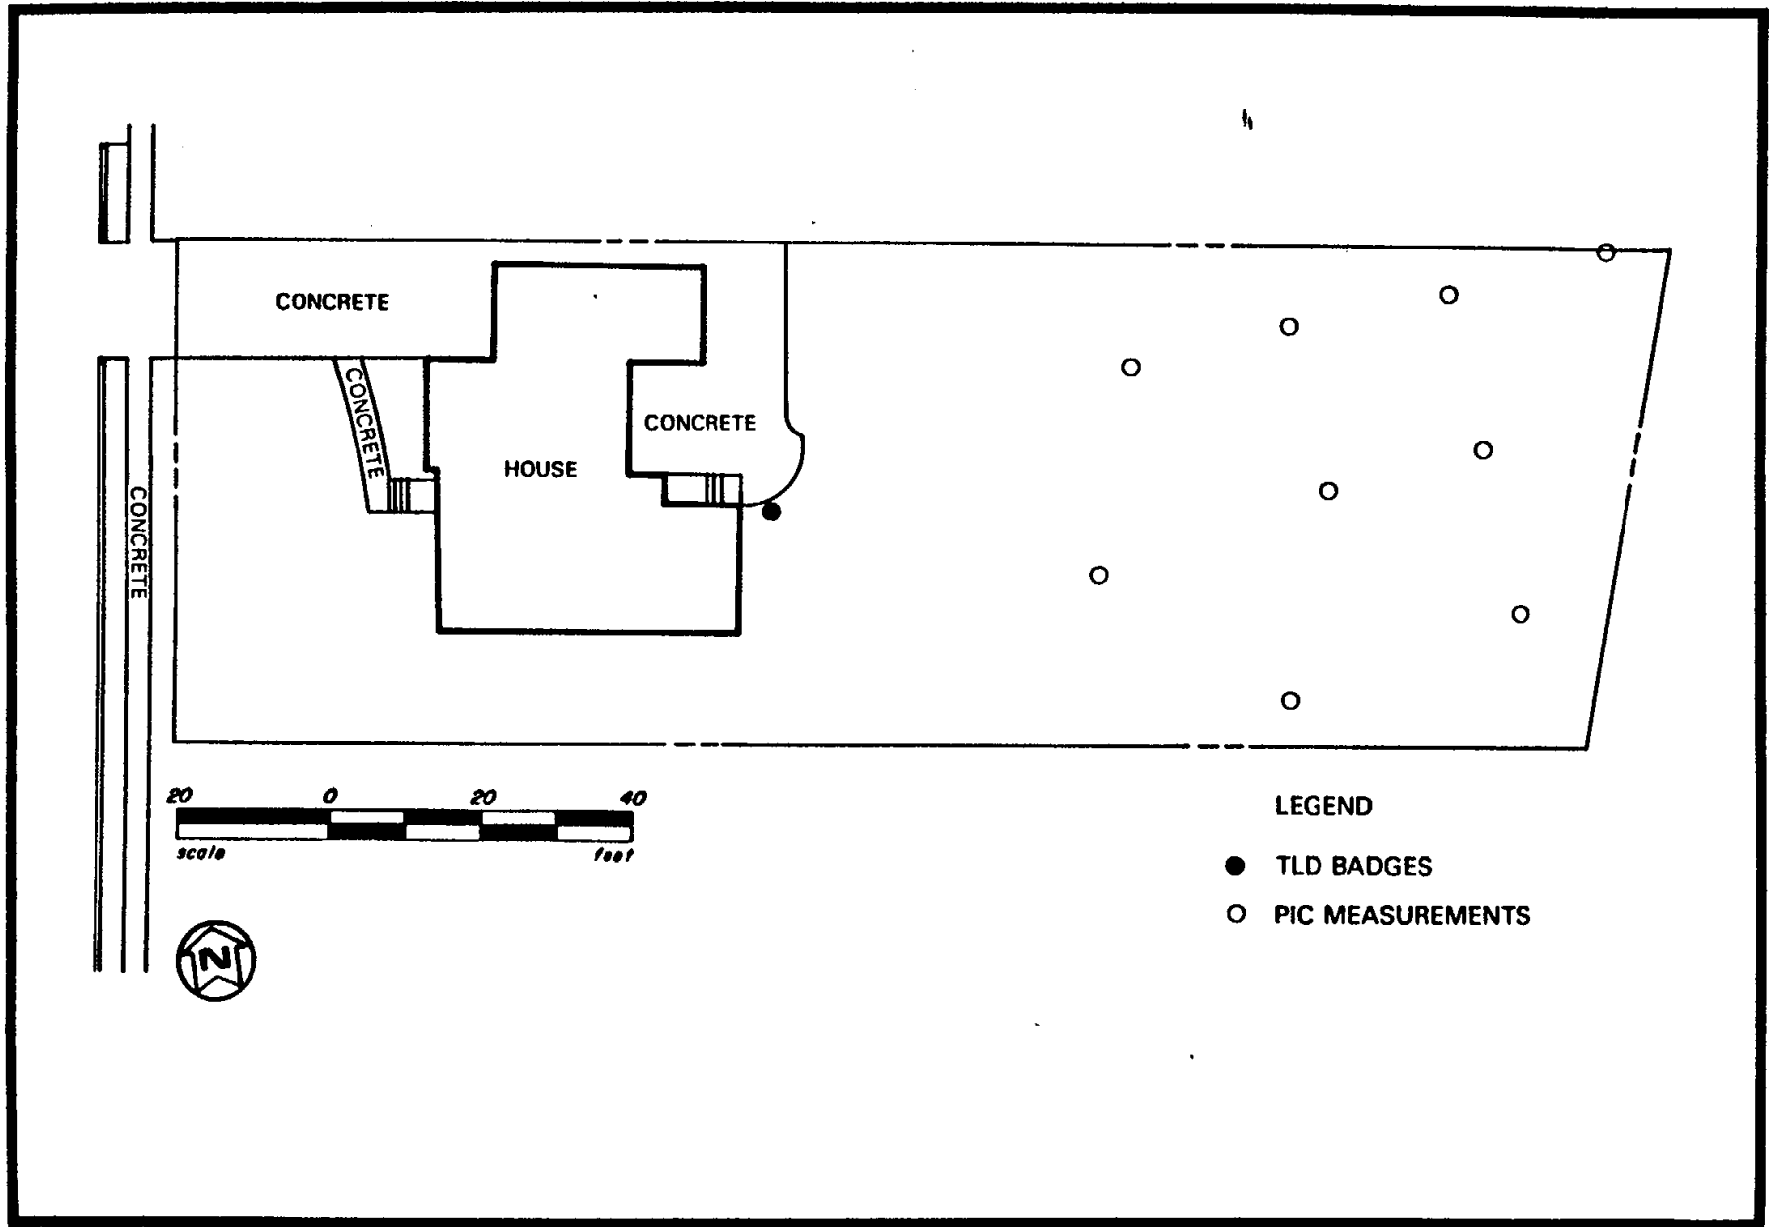 CONCRETE
CONCRETE
CONCRETE
HOUSE
CONCRETE
20 0 20 40
scale feet
LEGEND
TLD BADGES
PIC MEASUREMENTS
N